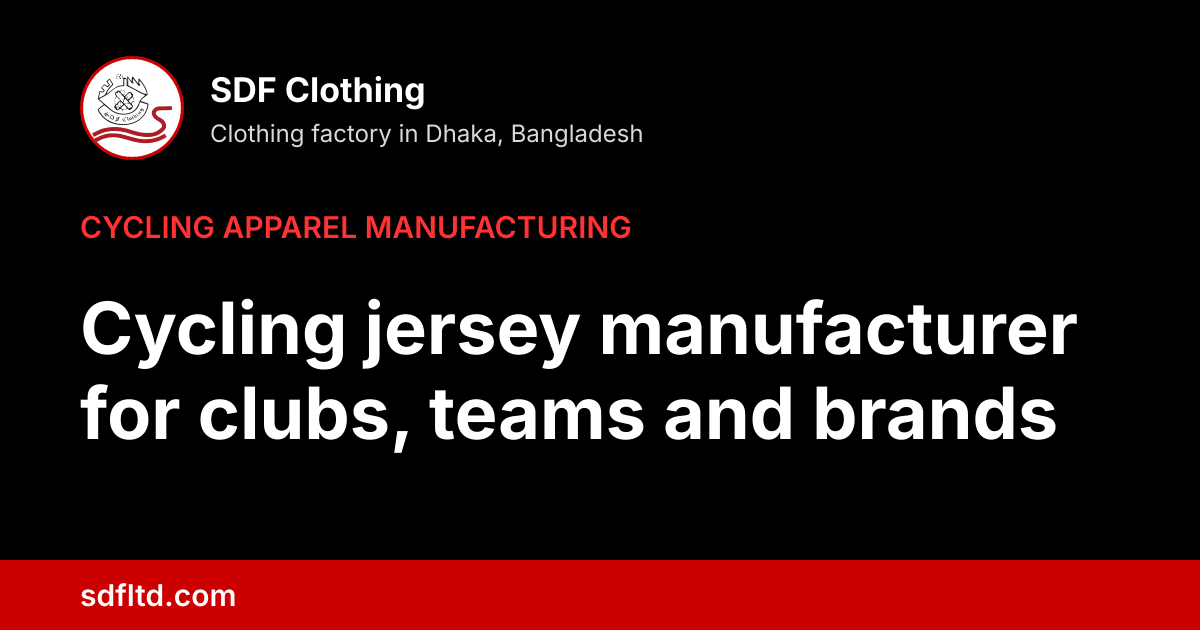 SDF Clothing
Clothing factory in Dhaka, Bangladesh
CYCLING APPAREL MANUFACTURING
Cycling jersey manufacturer
for clubs, teams and brands
sdfltd.com